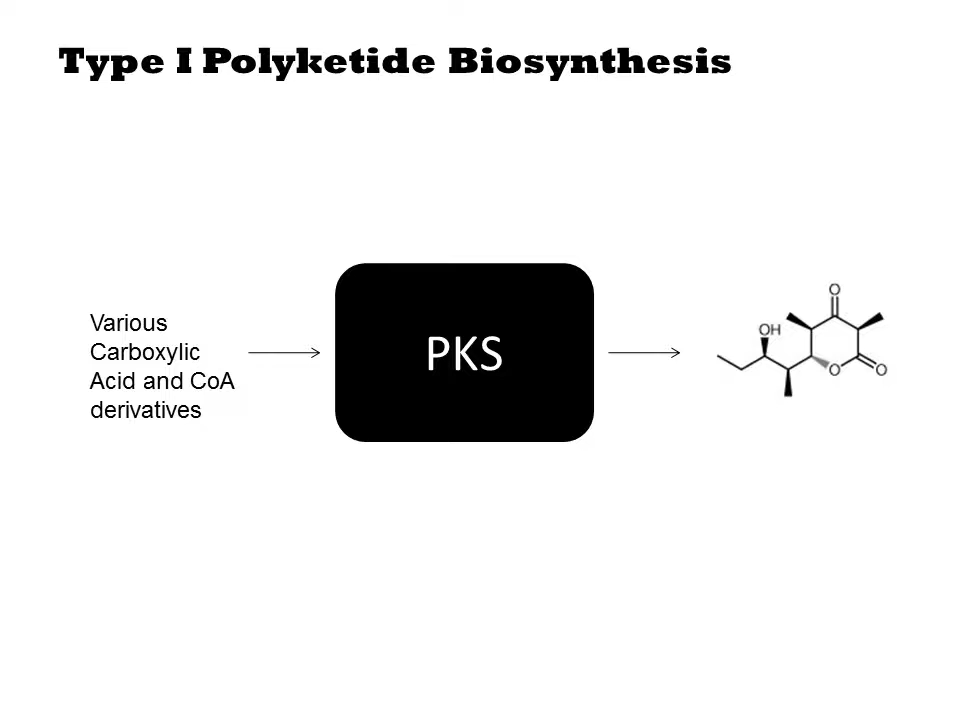 Type I Polyketide Biosynthesis
Various
Carboxylic
Acid and CoA
derivatives
PKS
O
OH
O
O